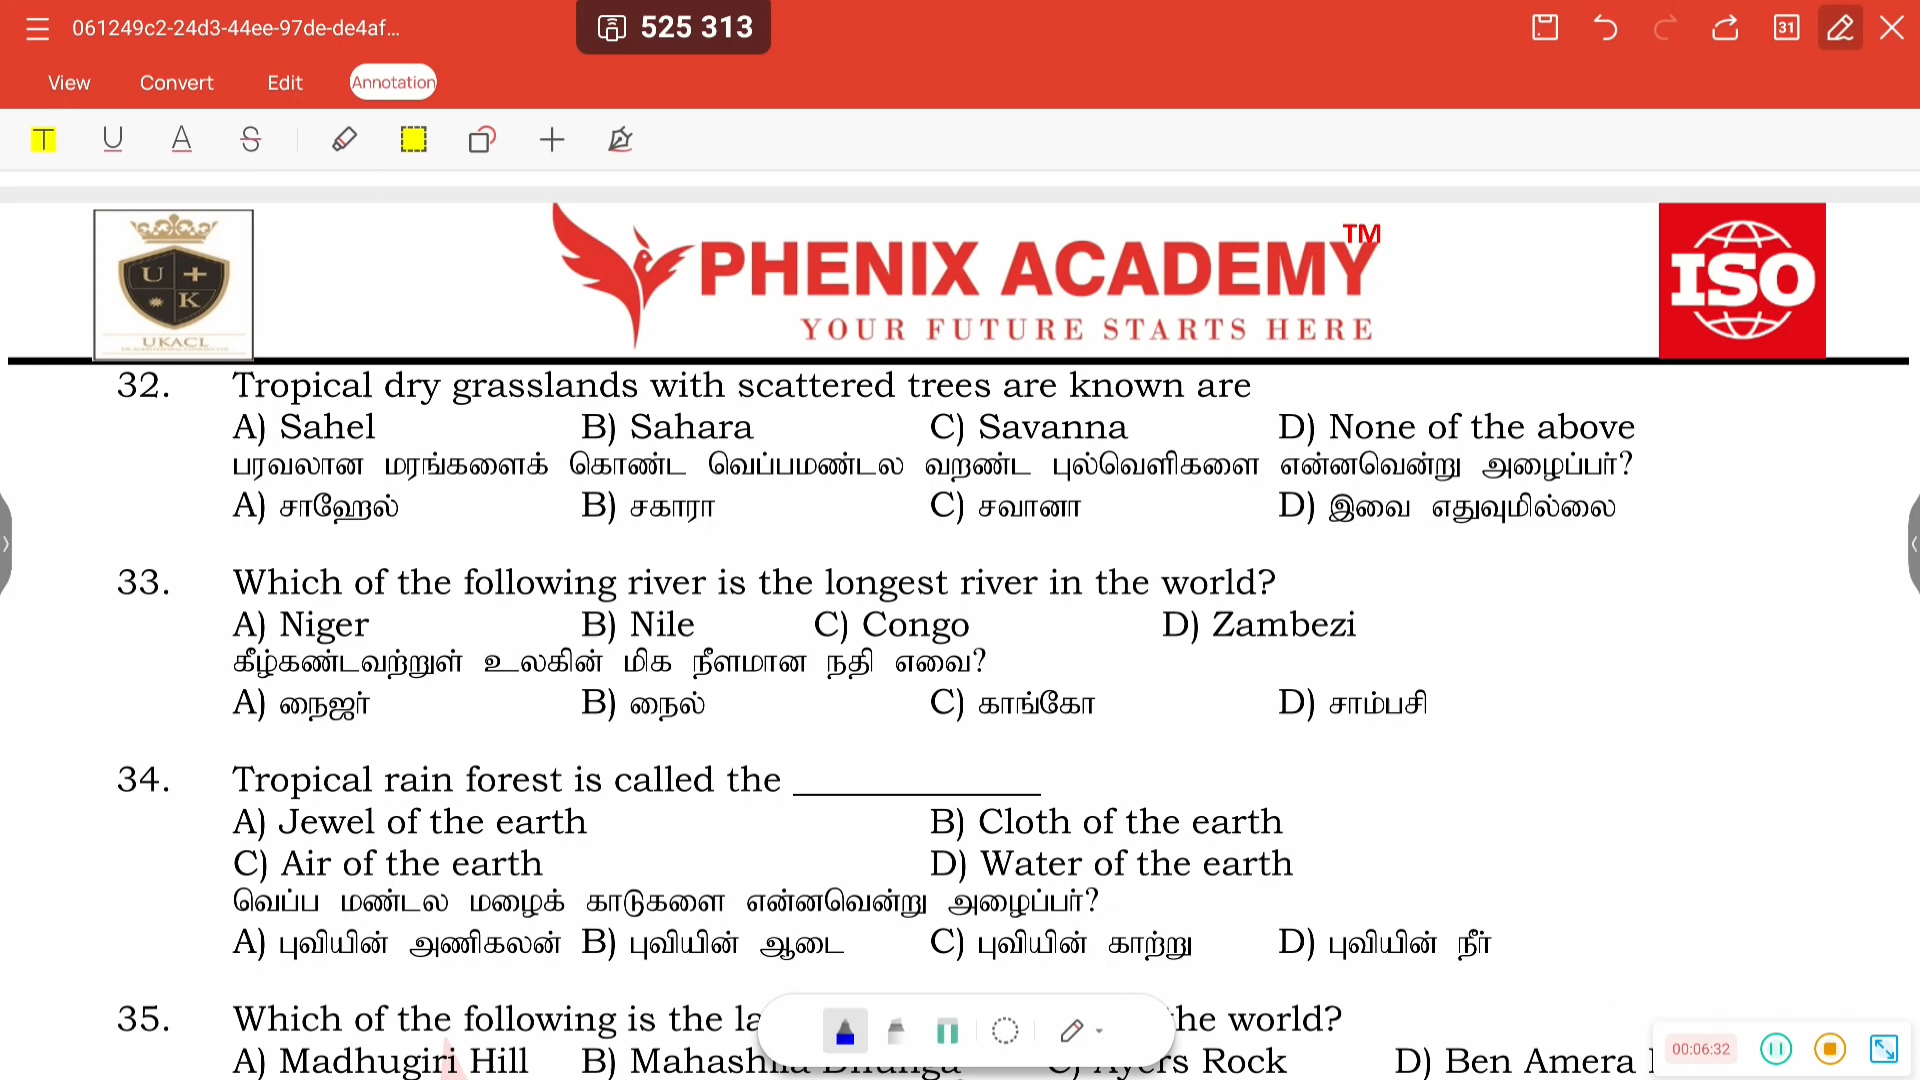 061249c2-24d3-44ee-97de-de4af...
525 313
31
View Convert Edit Annotation
T U A S
U K
UKACL
PHENIX ACADEMY TM
YOUR FUTURE STARTS HERE
ISO
32. Tropical dry grasslands with scattered trees are known are
A) Sahel B) Sahara C) Savanna D) None of the above
பரவலான மரங்களைக் கொண்ட வெப்பமண்டல வறண்ட புல்வெளிகளை என்னவென்று அழைப்பர்?
A) சாஹேல் B) சகாரா C) சவானா D) இவை எதுவுமில்லை
33. Which of the following river is the longest river in the world?
A) Niger B) Nile C) Congo D) Zambezi
கீழ்கண்டவற்றுள் உலகின் மிக நீளமான நதி எவை?
A) நைஜர் B) நைல் C) காங்கோ D) சாம்பசி
34. Tropical rain forest is called the ____________
A) Jewel of the earth B) Cloth of the earth
C) Air of the earth D) Water of the earth
வெப்ப மண்டல மழைக் காடுகளை என்னவென்று அழைப்பர்?
A) புவியின் அணிகலன் B) புவியின் ஆடை C) புவியின் காற்று D) புவியின் நீர்
35. Which of the following is the he world?
A) Madhugiri Hill B) Rock D) Ben Amera
00:06:32